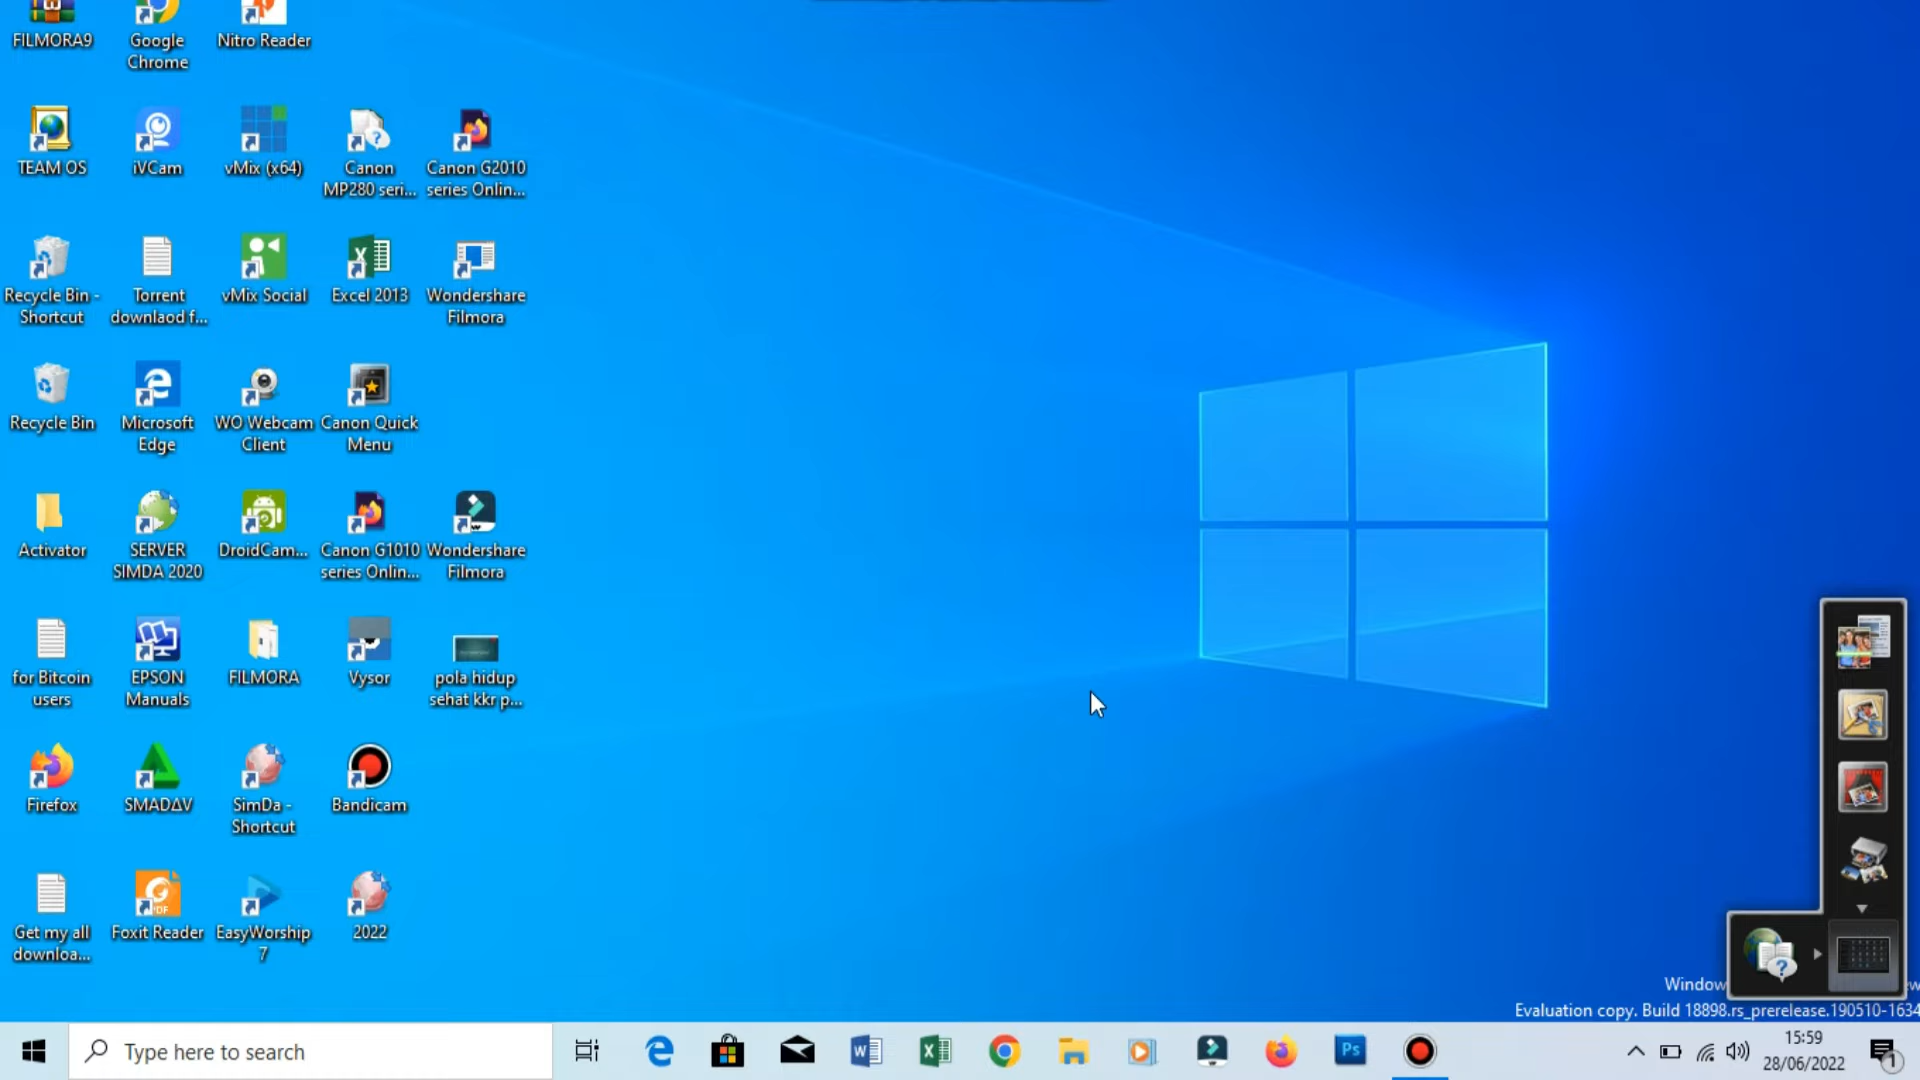 FILMORA9
Google
Chrome
Nitro Reader
TEAM OS
iVCam
vMix (x64)
Canon
MP280 seri...
Canon G2010
series Onlin...
Recycle Bin -
Shortcut
Torrent
downlaod f...
vMix Social
Excel 2013
Wondershare
Filmora
Recycle Bin
Microsoft
Edge
WO Webcam
Client
Canon Quick
Menu
Activator
SERVER
SIMDA 2020
DroidCam...
Canon G1010
series Onlin...
Wondershare
Filmora
for Bitcoin
users
EPSON
Manuals
FILMORA
Vysor
pola hidup
sehat kkr p...
Firefox
SMADΔV
SimDa -
Shortcut
Bandicam
Get my all
downloa...
Foxit Reader
EasyWorship
7
2022
Window
Evaluation copy. Build 18898.rs_prerelease.190510-1634
Type here to search
Ps
15:59
28/06/2022
1